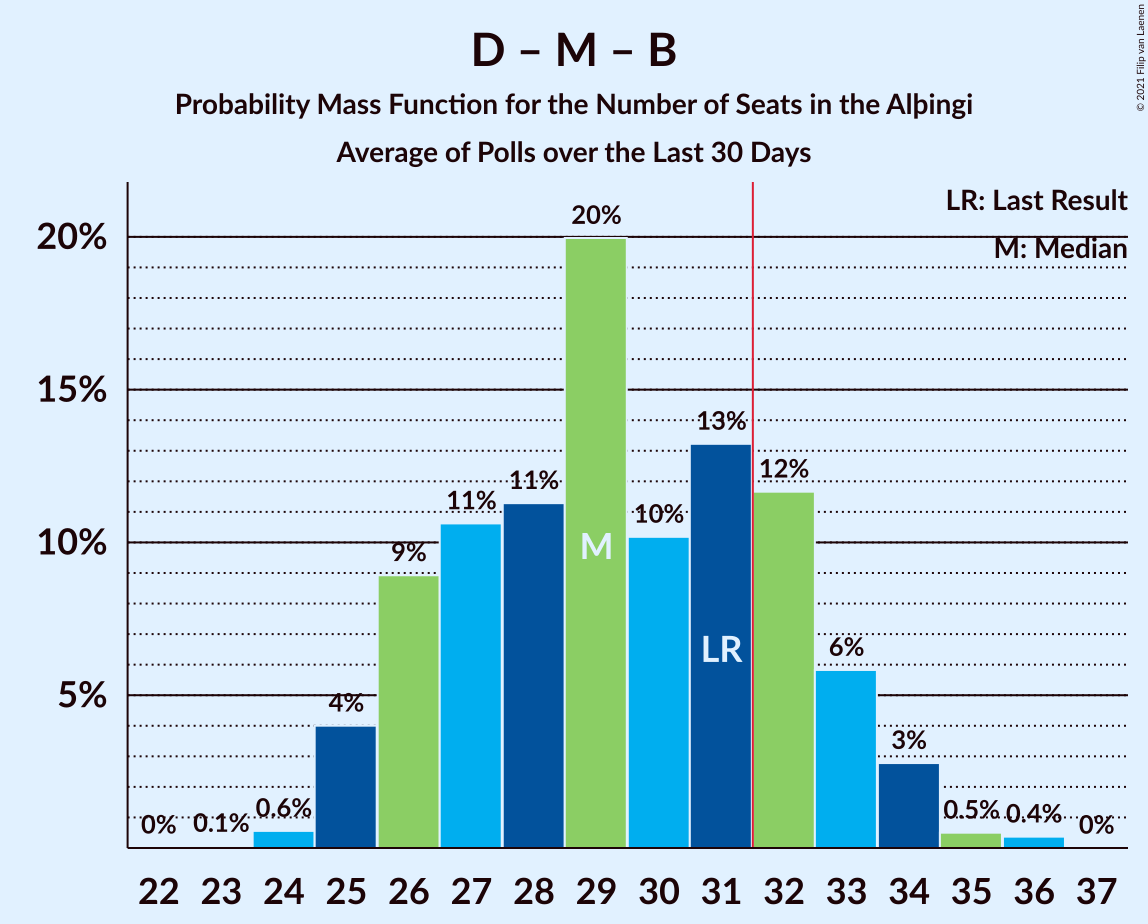 D – M – B
Probability Mass Function for the Number of Seats in the Alþingi
Average of Polls over the Last 30 Days
© 2021 Filip van Laenen
LR: Last Result
M: Median
20%
15%
10%
5%
0%
0.1%
0.6%
4%
9%
11%
11%
20%
10%
13%
12%
6%
3%
0.5%
0.4%
0%
M
LR
22 23 24 25 26 27 28 29 30 31 32 33 34 35 36 37